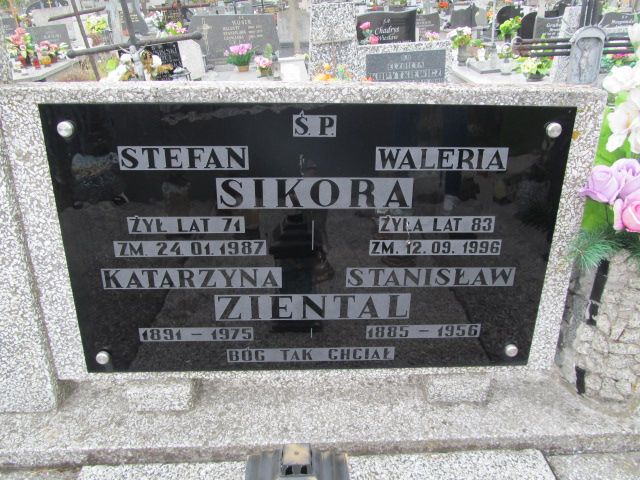 Ś. P.
STEFAN WALERIA
SIKORA
ŻYŁ LAT 71 ŻYŁA LAT 83
ZM. 24.01.1987 ZM. 12.09.1996
KATARZYNA STANISŁAW
ZIENTAL
1891 – 1975 1885 – 1956
BÓG TAK CHCIAŁ
ELŻBIETA